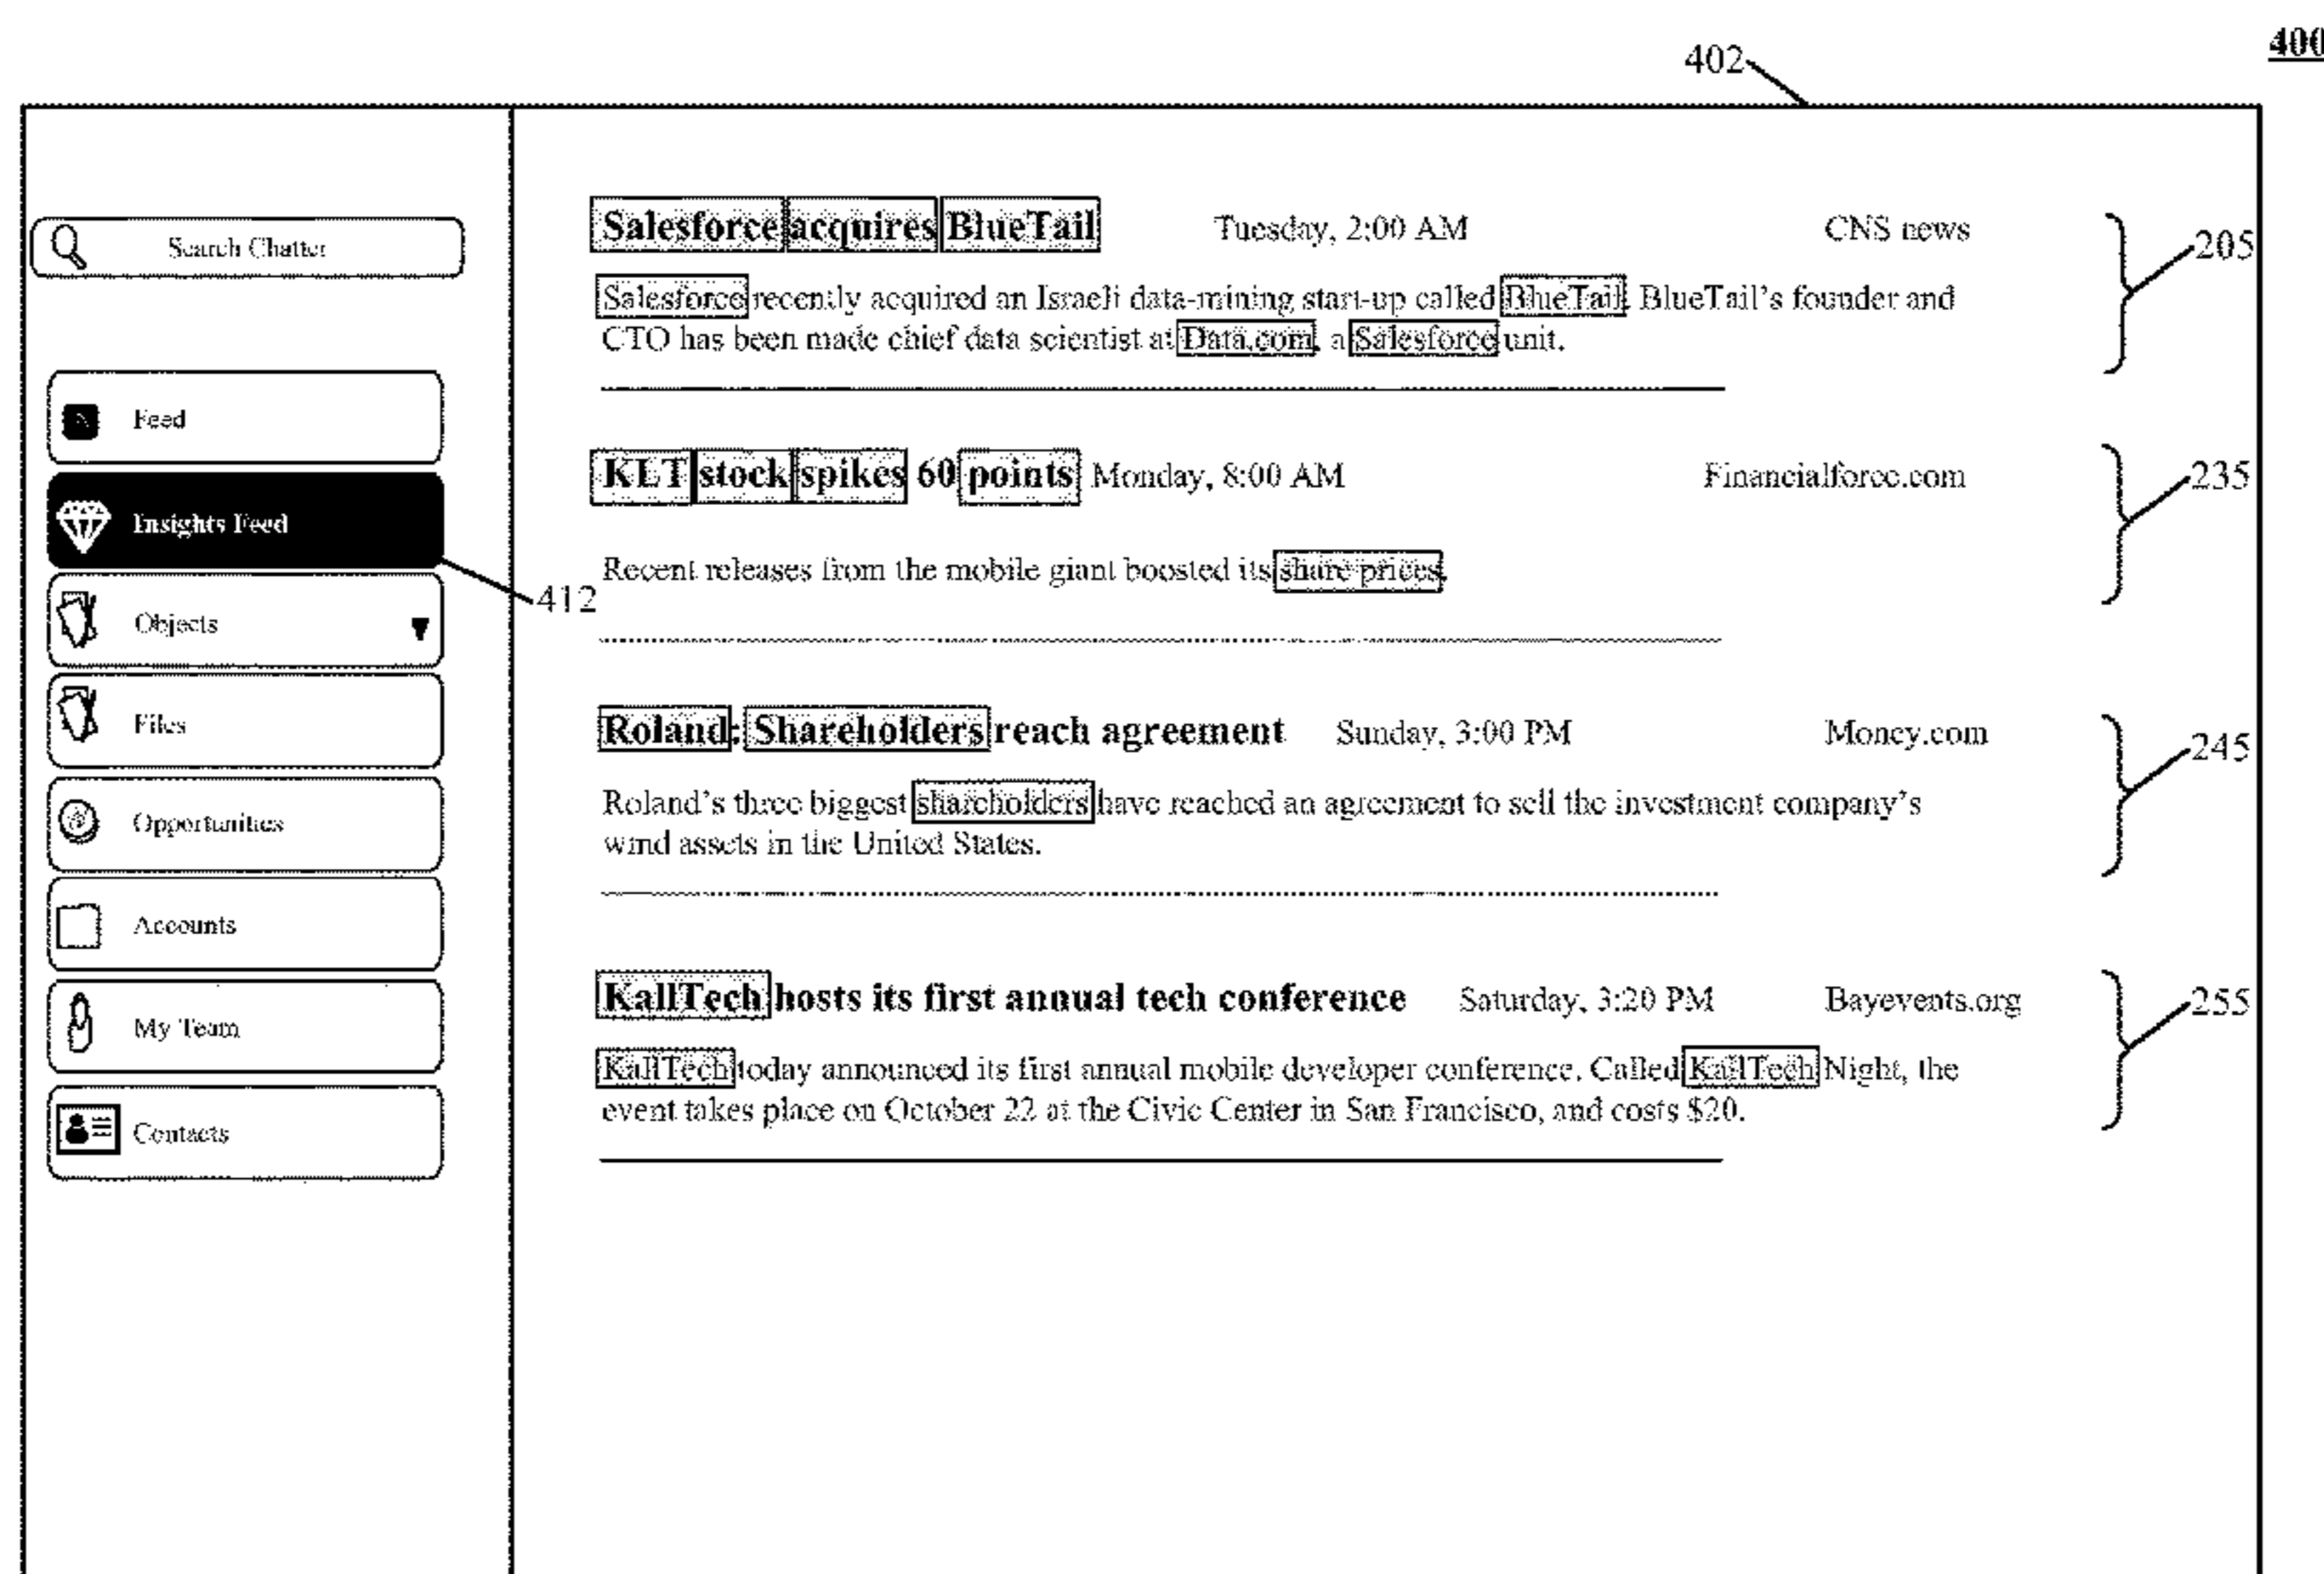 400
402
Search Chatter
Feed
Insights Feed
412
Objects
Files
Opportunities
Accounts
My Team
Contacts
Salesforce acquires BlueTail Tuesday, 2:00 AM CNS news
205
Salesforce recently acquired an Israeli data-mining start-up called BlueTail. BlueTail's founder and
CTO has been made chief data scientist at Data.com, a Salesforce unit.
KLT stock spikes 60 points Monday, 8:00 AM Financialforce.com
235
Recent releases from the mobile giant boosted its share prices.
Roland: Shareholders reach agreement Sunday, 3:00 PM Money.com
245
Roland's three biggest shareholders have reached an agreement to sell the investment company's
wind assets in the United States.
KallTech hosts its first annual tech conference Saturday, 3:20 PM Bayevents.org
255
KallTech today announced its first annual mobile developer conference. Called KallTech Night, the
event takes place on October 22 at the Civic Center in San Francisco, and costs $20.